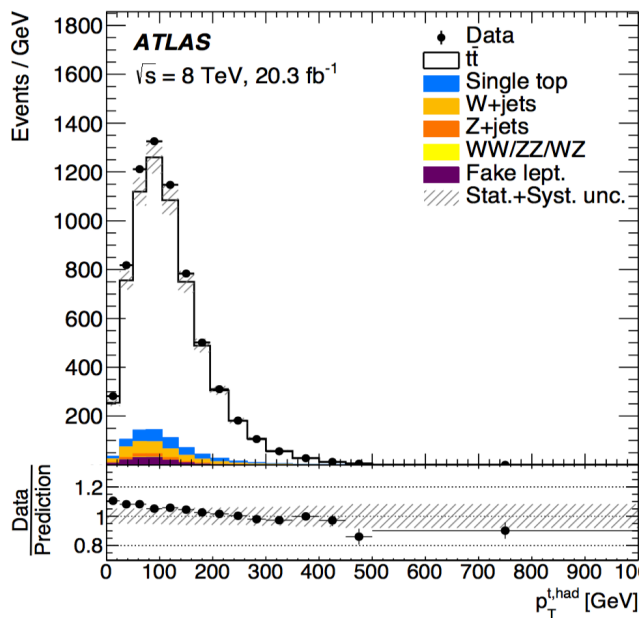 Events / GeV
1800
1600
1400
1200
1000
800
600
400
200
ATLAS
√s = 8 TeV, 20.3 fb⁻¹
Data
tt̄
Single top
W+jets
Z+jets
WW/ZZ/WZ
Fake lept.
Stat.+Syst. unc.
Data
Prediction
1.2
1
0.8
0 100 200 300 400 500 600 700 800 900 100
p_T^{t,had} [GeV]